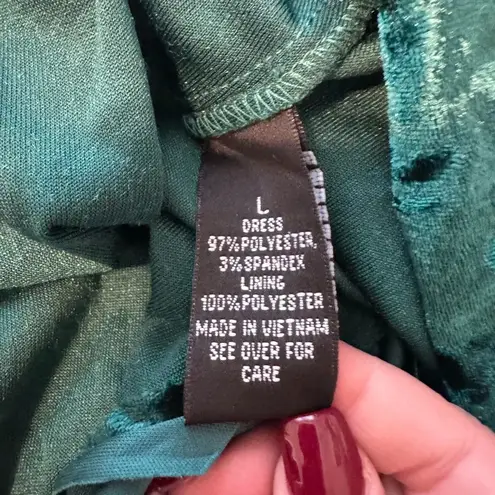 L
DRESS
97%POLYESTER,
3%SPANDEX
LINING
100%POLYESTER
MADE IN VIETNAM
SEE OVER FOR
CARE